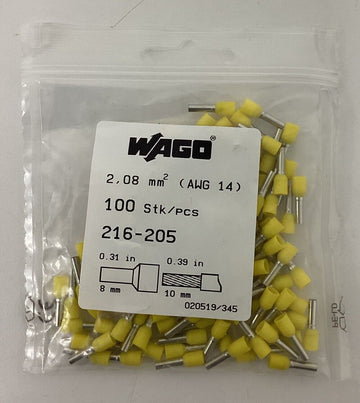 WAGO
2,08 mm² (AWG 14)
100 Stk/pcs
216-205
0.31 in 0.39 in
8 mm 10 mm
020519/345